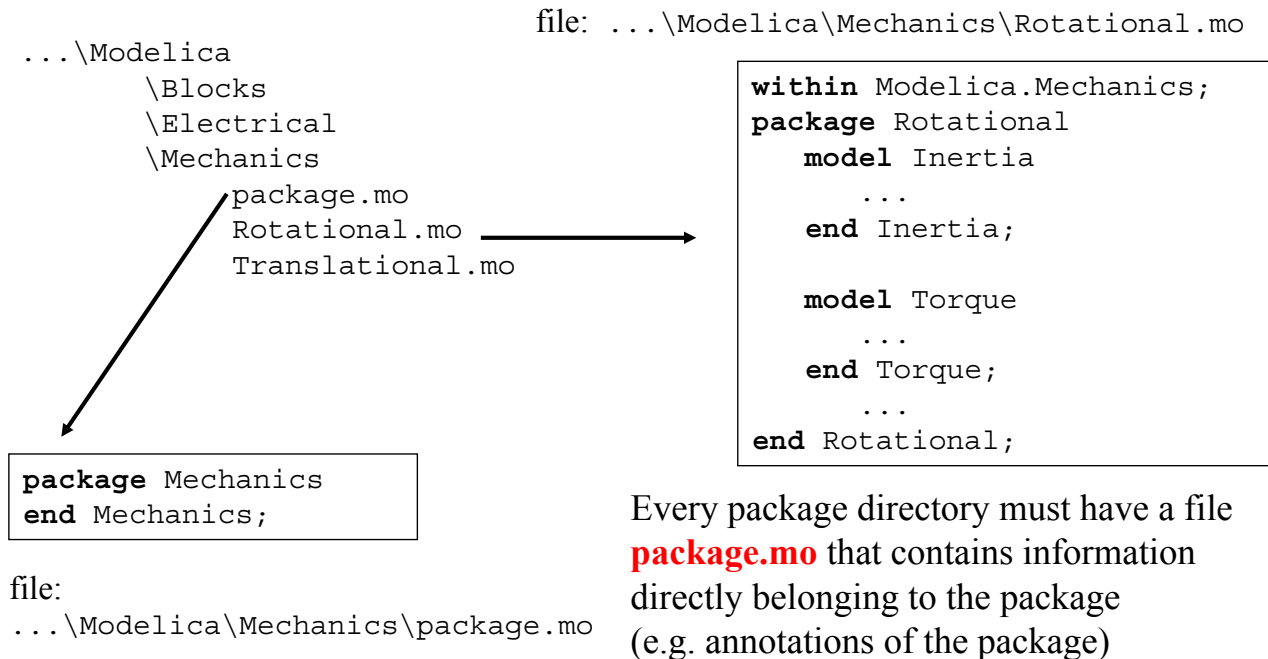 ...\Modelica
\Blocks
\Electrical
\Mechanics
package.mo
Rotational.mo
Translational.mo
package Mechanics
end Mechanics;
file:
...\Modelica\Mechanics\package.mo
file: ...\Modelica\Mechanics\Rotational.mo
within Modelica.Mechanics;
package Rotational
model Inertia
...
end Inertia;
model Torque
...
end Torque;
...
end Rotational;
Every package directory must have a file
package.mo that contains information
directly belonging to the package
(e.g. annotations of the package)